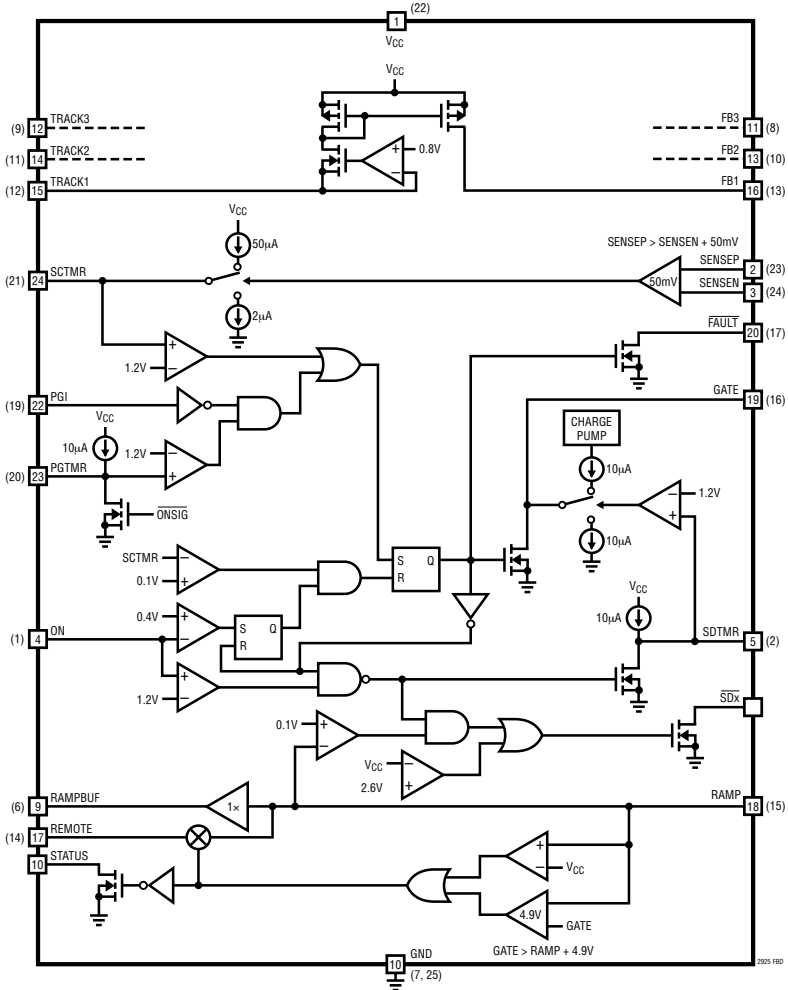 (22)
1
VCC
VCC
(9) 12 TRACK3
FB3 11 (8)
(11) 14 TRACK2
FB2 13 (10)
(12) 15 TRACK1
FB1 16 (13)
+ 0.8V
−
VCC
50µA
SENSEP > SENSEN + 50mV
SENSEP 2 (23)
(21) 24 SCTMR
50mV
SENSEN 3 (24)
2µA
FAULT 20 (17)
+
1.2V −
(19) 22 PGI
GATE 19 (16)
VCC
CHARGE
PUMP
10µA
1.2V −
+
(20) 23 PGTMR
10µA
− 1.2V
+
ONSIG
10µA
SCTMR −
0.1V +
S Q
R
VCC
0.4V +
−
10µA
(1) 4 ON
S Q
R
SDTMR 5 (2)
+
1.2V −
SDx
0.1V +
−
VCC −
2.6V +
(6) 9 RAMPBUF
1×
RAMP 18 (15)
(14) 17 REMOTE
10 STATUS
+
− VCC
4.9V
GATE
GATE > RAMP + 4.9V
10 GND
(7, 25)
2925 FBD